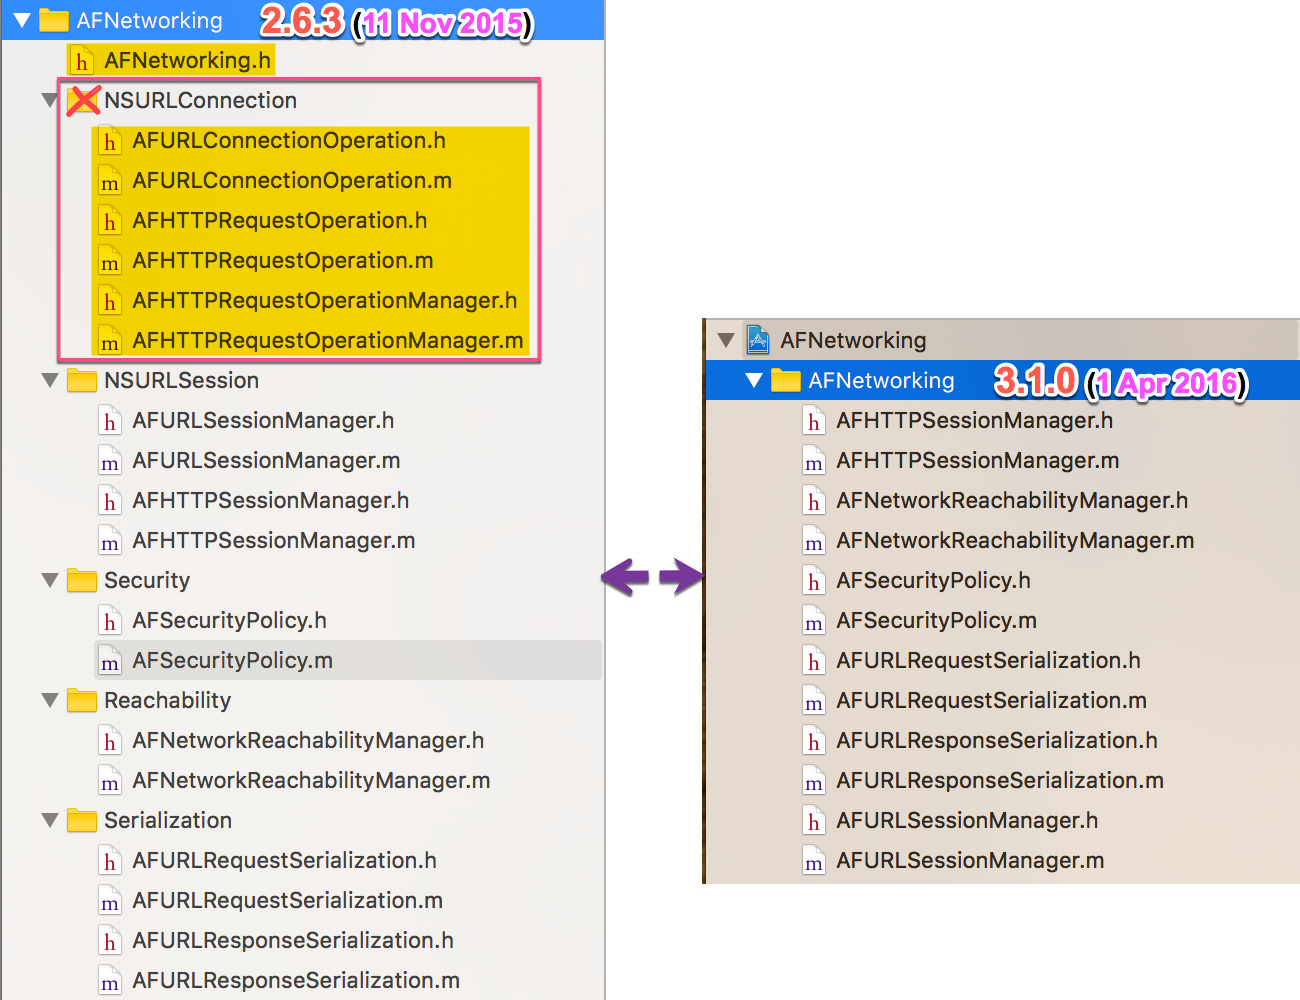 AFNetworking 2.6.3 (11 Nov 2015)
h AFNetworking.h
NSURLConnection
h AFURLConnectionOperation.h
m AFURLConnectionOperation.m
h AFHTTPRequestOperation.h
m AFHTTPRequestOperation.m
h AFHTTPRequestOperationManager.h
m AFHTTPRequestOperationManager.m
NSURLSession
h AFURLSessionManager.h
m AFURLSessionManager.m
h AFHTTPSessionManager.h
m AFHTTPSessionManager.m
Security
h AFSecurityPolicy.h
m AFSecurityPolicy.m
Reachability
h AFNetworkReachabilityManager.h
m AFNetworkReachabilityManager.m
Serialization
h AFURLRequestSerialization.h
m AFURLRequestSerialization.m
h AFURLResponseSerialization.h
m AFURLResponseSerialization.m
AFNetworking
AFNetworking 3.1.0 (1 Apr 2016)
h AFHTTPSessionManager.h
m AFHTTPSessionManager.m
h AFNetworkReachabilityManager.h
m AFNetworkReachabilityManager.m
h AFSecurityPolicy.h
m AFSecurityPolicy.m
h AFURLRequestSerialization.h
m AFURLRequestSerialization.m
h AFURLResponseSerialization.h
m AFURLResponseSerialization.m
h AFURLSessionManager.h
m AFURLSessionManager.m